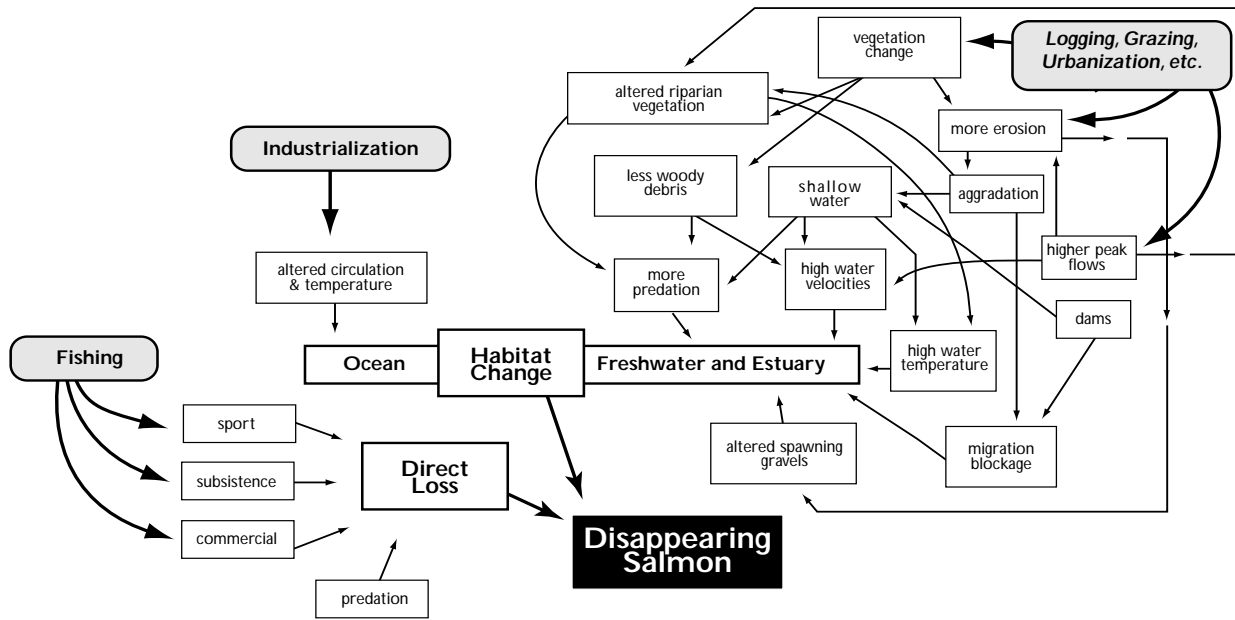 vegetation
change
Logging, Grazing,
Urbanization, etc.
altered riparian
vegetation
more erosion
Industrialization
less woody
debris
shallow
water
aggradation
altered circulation
& temperature
more
predation
high water
velocities
higher peak
flows
dams
Fishing
Ocean
Habitat
Change
Freshwater and Estuary
high water
temperature
sport
altered spawning
gravels
migration
blockage
subsistence
Direct
Loss
commercial
Disappearing
Salmon
predation